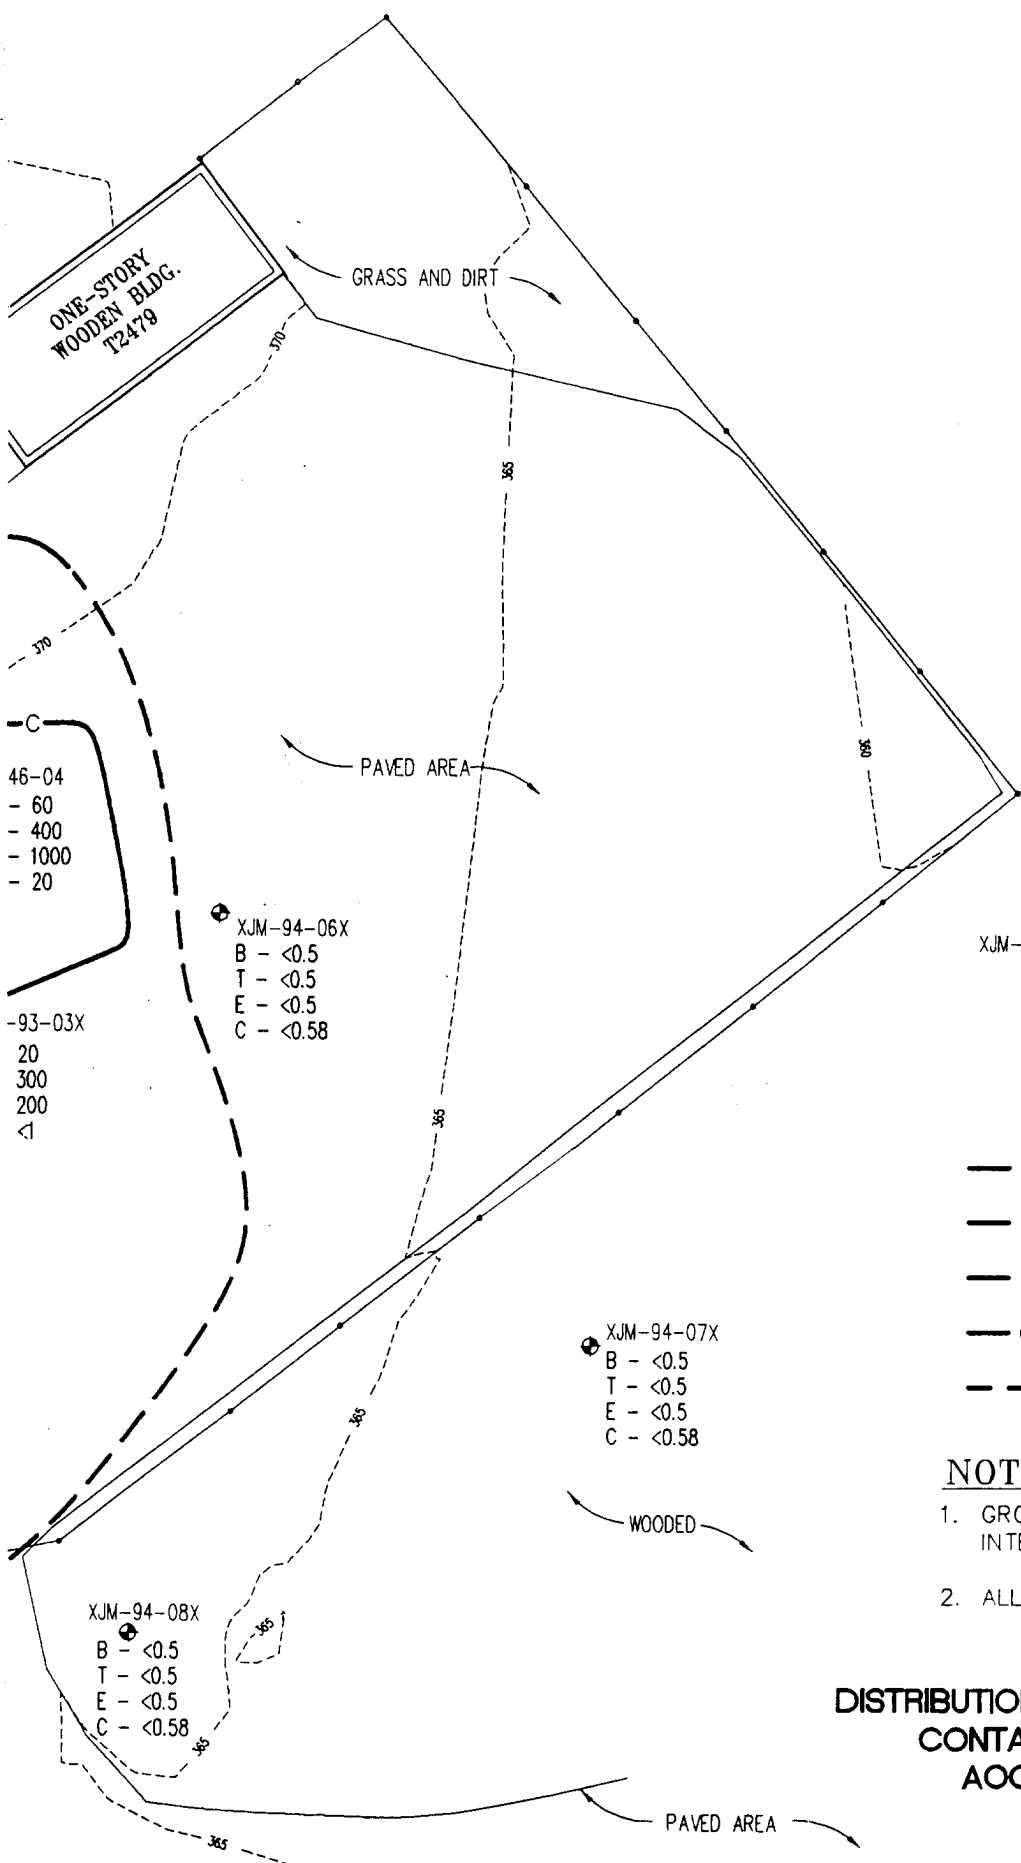 GRASS AND DIRT
ONE-STORY
WOODEN BLDG.
T2479
370
365
370
360
C
PAVED AREA
46-04
- 60
- 400
- 1000
- 20
XJM-94-06X
B - <0.5
T - <0.5
E - <0.5
C - <0.58
XJM-
-93-03X
20
300
200
<1
365
XJM-94-07X
B - <0.5
T - <0.5
E - <0.5
C - <0.58
365
NOT
1. GRO
INTE
WOODED
2. ALL
XJM-94-08X
B - <0.5
T - <0.5
E - <0.5
C - <0.58
365
365
DISTRIBUTIO
CONTA
AOC
PAVED AREA
365